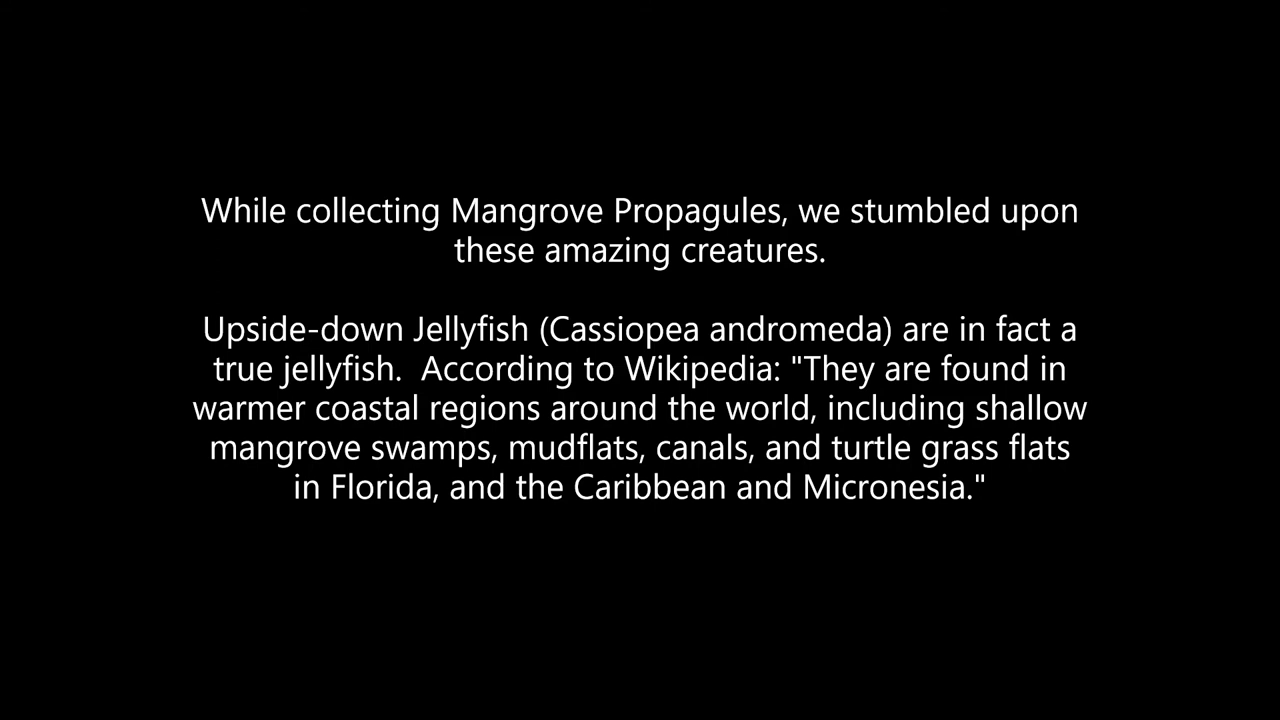 While collecting Mangrove Propagules, we stumbled upon
these amazing creatures.
Upside-down Jellyfish (Cassiopea andromeda) are in fact a
true jellyfish.  According to Wikipedia: "They are found in
warmer coastal regions around the world, including shallow
mangrove swamps, mudflats, canals, and turtle grass flats
in Florida, and the Caribbean and Micronesia."